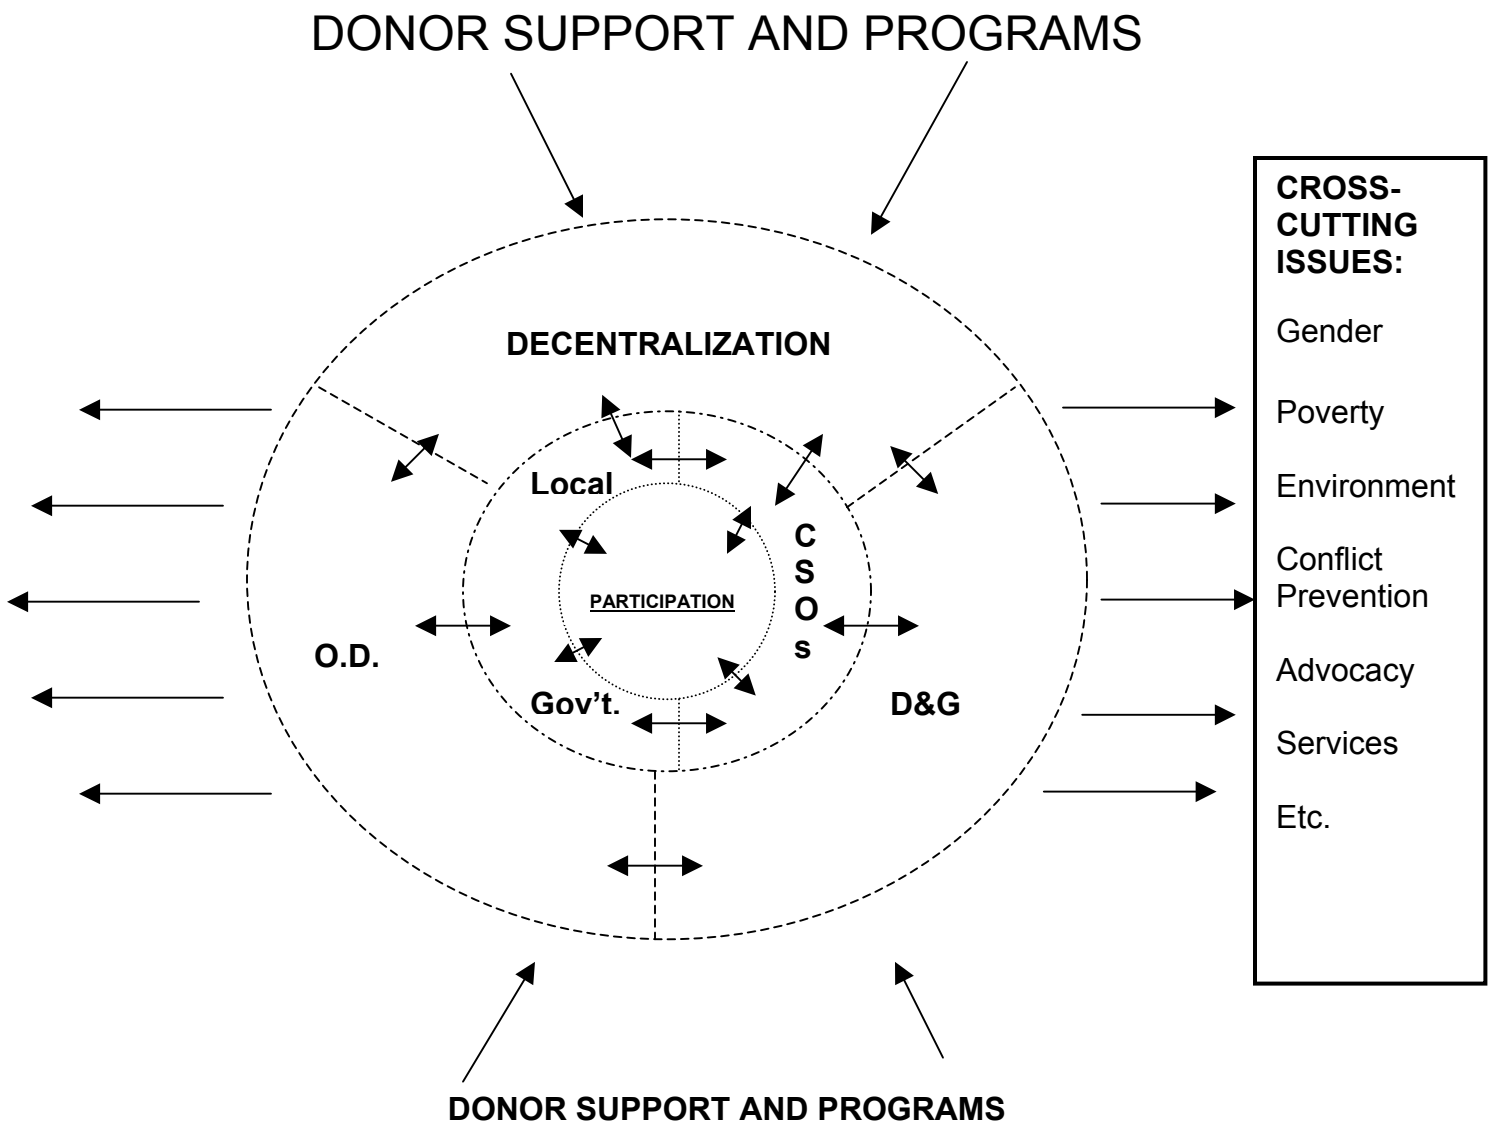 DONOR SUPPORT AND PROGRAMS
CROSS-
CUTTING
ISSUES:
Gender
Poverty
Environment
Conflict
Prevention
Advocacy
Services
Etc.
DECENTRALIZATION
Local
C
S
O
s
PARTICIPATION
O.D.
Gov't.
D&G
DONOR SUPPORT AND PROGRAMS